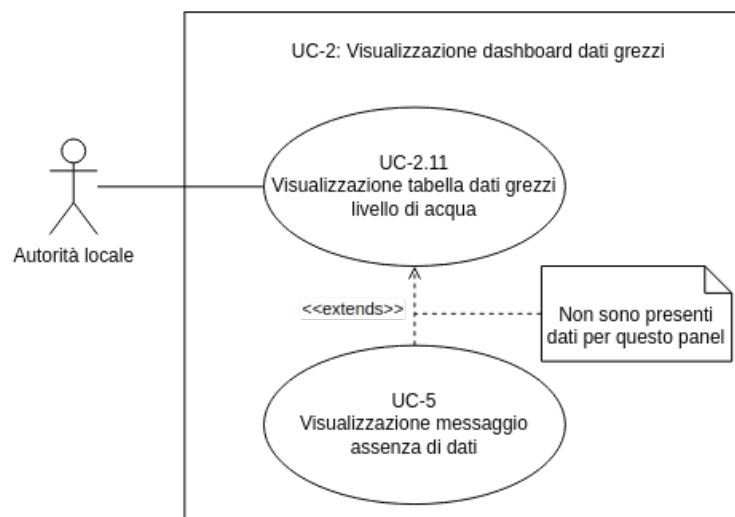 UC-2: Visualizzazione dashboard dati grezzi
UC-2.11
Visualizzazione tabella dati grezzi
livello di acqua
Autorità locale
<<extends>>
Non sono presenti
dati per questo panel
UC-5
Visualizzazione messaggio
assenza di dati